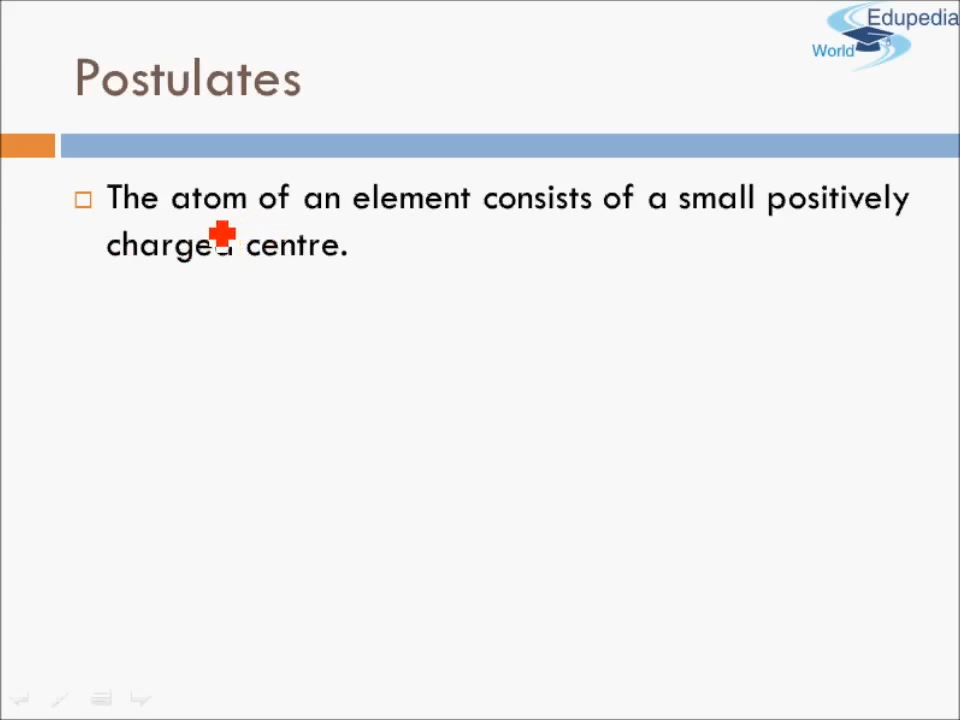 Edupedia
World
Postulates
The atom of an element consists of a small positively
charged centre.